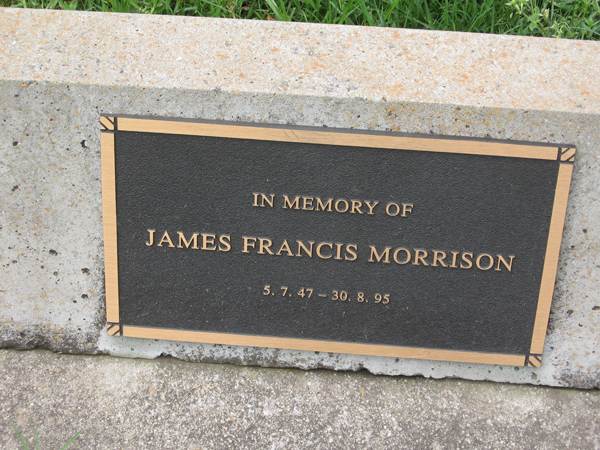 IN MEMORY OF
JAMES FRANCIS MORRISON
5. 7. 47 – 30. 8. 95